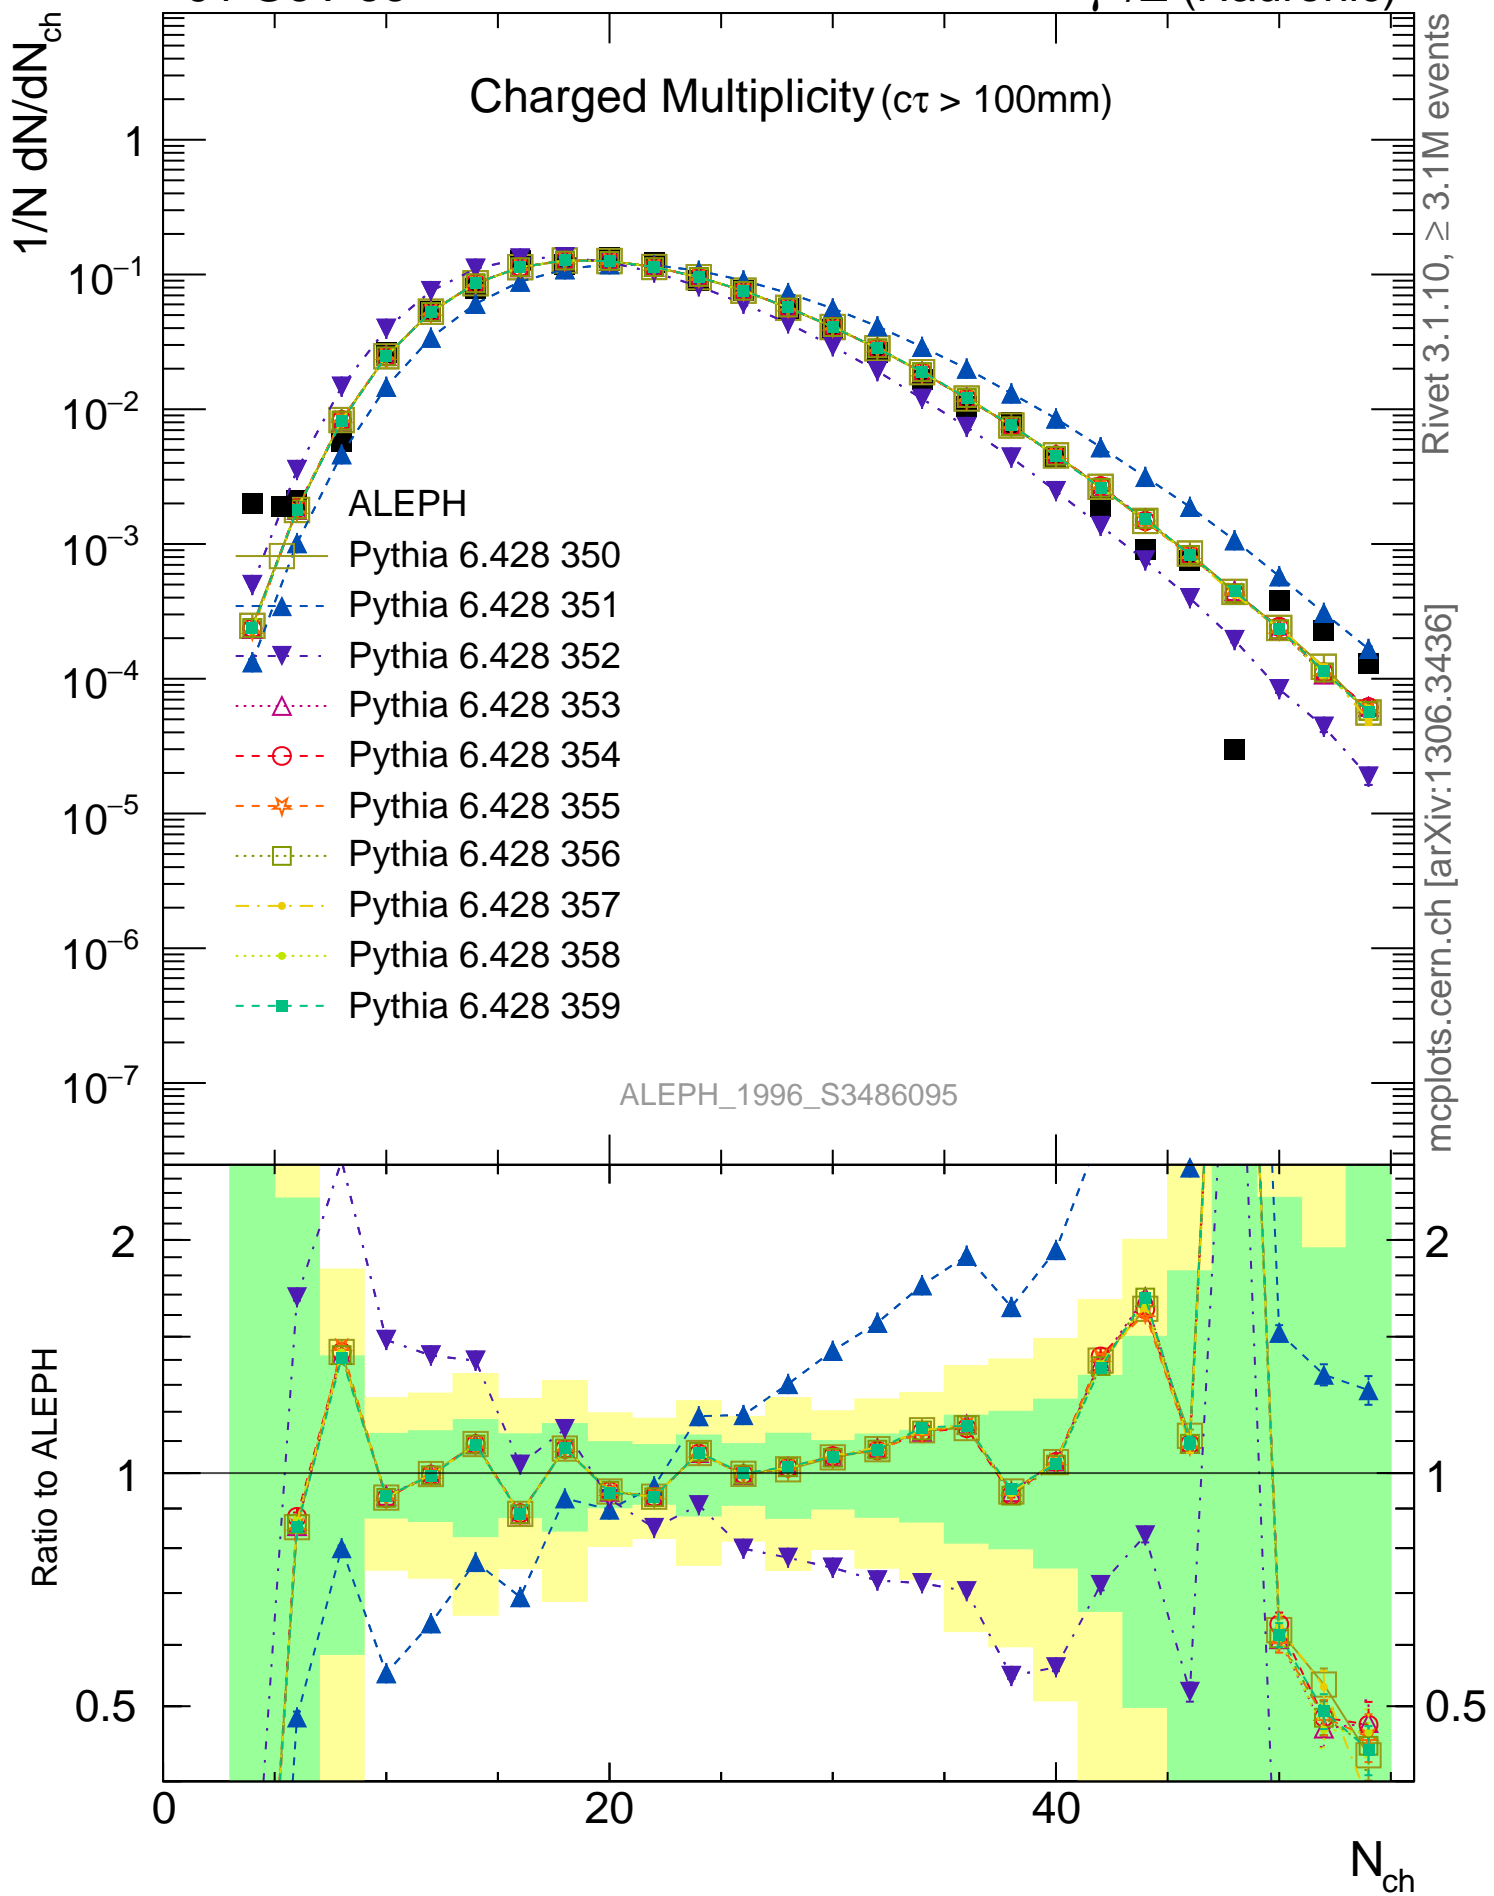 1/N dN/dNch
Charged Multiplicity (cτ > 100mm)
1
10−1
10−2
10−3
10−4
10−5
10−6
10−7
ALEPH
Pythia 6.428 350
Pythia 6.428 351
Pythia 6.428 352
Pythia 6.428 353
Pythia 6.428 354
Pythia 6.428 355
Pythia 6.428 356
Pythia 6.428 357
Pythia 6.428 358
Pythia 6.428 359
ALEPH_1996_S3486095
Rivet 3.1.10, ≥ 3.1M events
mcplots.cern.ch [arXiv:1306.3436]
Ratio to ALEPH
2 2
1 1
0.5 0.5
0 20 40
Nch